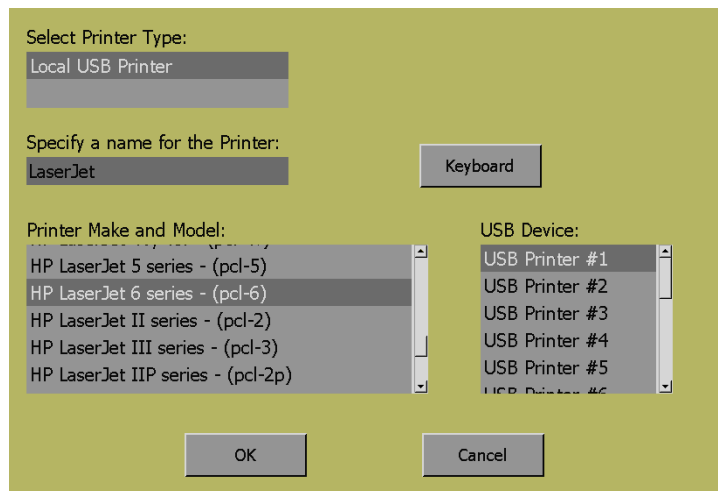 Select Printer Type:
Local USB Printer
Specify a name for the Printer:
LaserJet
Keyboard
Printer Make and Model:
HP LaserJet 5 series - (pcl-5)
HP LaserJet 6 series - (pcl-6)
HP LaserJet II series - (pcl-2)
HP LaserJet III series - (pcl-3)
HP LaserJet IIP series - (pcl-2p)
USB Device:
USB Printer #1
USB Printer #2
USB Printer #3
USB Printer #4
USB Printer #5
USB Printer #6
OK
Cancel